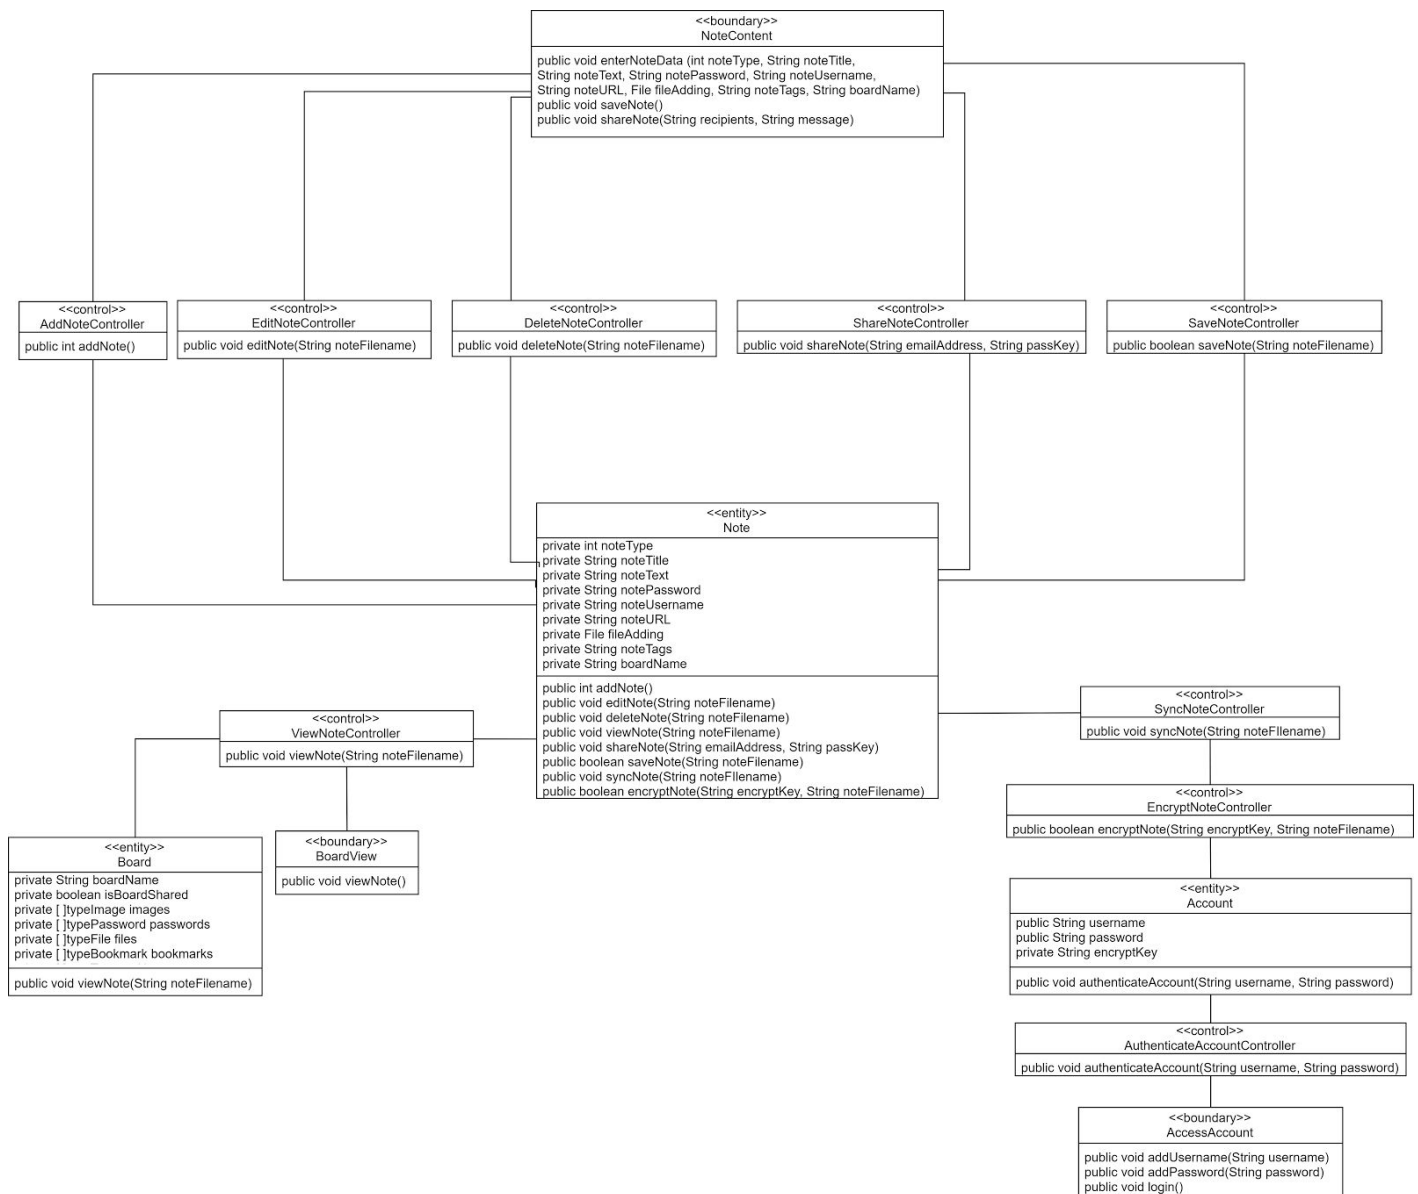 <<boundary>>
NoteContent
public void enterNoteData (int noteType, String noteTitle,
String noteText, String notePassword, String noteUsername,
String noteURL, File fileAdding, String noteTags, String boardName)
public void saveNote()
public void shareNote(String recipients, String message)
<<control>>
AddNoteController
public int addNote()
<<control>>
EditNoteController
public void editNote(String noteFilename)
<<control>>
DeleteNoteController
public void deleteNote(String noteFilename)
<<control>>
ShareNoteController
public void shareNote(String emailAddress, String passKey)
<<control>>
SaveNoteController
public boolean saveNote(String noteFilename)
<<entity>>
Note
private int noteType
private String noteTitle
private String noteText
private String notePassword
private String noteUsername
private String noteURL
private File fileAdding
private String noteTags
private String boardName
public int addNote()
public void editNote(String noteFilename)
public void deleteNote(String noteFilename)
public void viewNote(String noteFilename)
public void shareNote(String emailAddress, String passKey)
public boolean saveNote(String noteFilename)
public void syncNote(String noteFIlename)
public boolean encryptNote(String encryptKey, String noteFilename)
<<control>>
ViewNoteController
public void viewNote(String noteFilename)
<<entity>>
Board
private String boardName
private boolean isBoardShared
private [ ]typeImage images
private [ ]typePassword passwords
private [ ]typeFile files
private [ ]typeBookmark bookmarks
public void viewNote(String noteFilename)
<<boundary>>
BoardView
public void viewNote()
<<control>>
SyncNoteController
public void syncNote(String noteFIlename)
<<control>>
EncryptNoteController
public boolean encryptNote(String encryptKey, String noteFilename)
<<entity>>
Account
public String username
public String password
private String encryptKey
public void authenticateAccount(String username, String password)
<<control>>
AuthenticateAccountController
public void authenticateAccount(String username, String password)
<<boundary>>
AccessAccount
public void addUsername(String username)
public void addPassword(String password)
public void login()